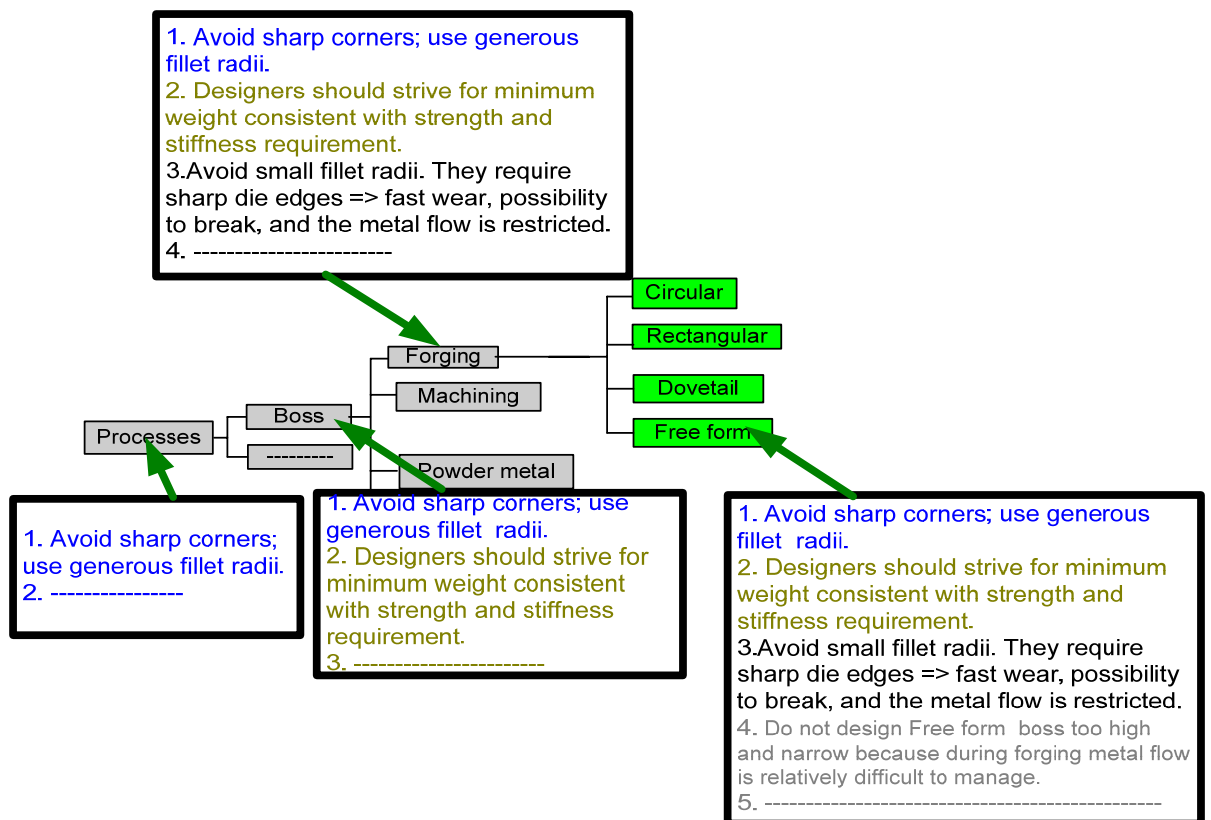 1. Avoid sharp corners; use generous
fillet radii.
2. Designers should strive for minimum
weight consistent with strength and
stiffness requirement.
3.Avoid small fillet radii. They require
sharp die edges => fast wear, possibility
to break, and the metal flow is restricted.
4. ------------------------
Circular
Rectangular
Forging
Dovetail
Machining
Boss
Free form
Processes
---------
Powder metal
1. Avoid sharp corners;
use generous fillet radii.
2. ----------------
1. Avoid sharp corners; use
generous fillet  radii.
2. Designers should strive for
minimum weight consistent
with strength and stiffness
requirement.
3. -----------------------
1. Avoid sharp corners; use generous
fillet  radii.
2. Designers should strive for minimum
weight consistent with strength and
stiffness requirement.
3.Avoid small fillet radii. They require
sharp die edges => fast wear, possibility
to break, and the metal flow is restricted.
4. Do not design Free form  boss too high
and narrow because during forging metal flow
is relatively difficult to manage.
5. ------------------------------------------------